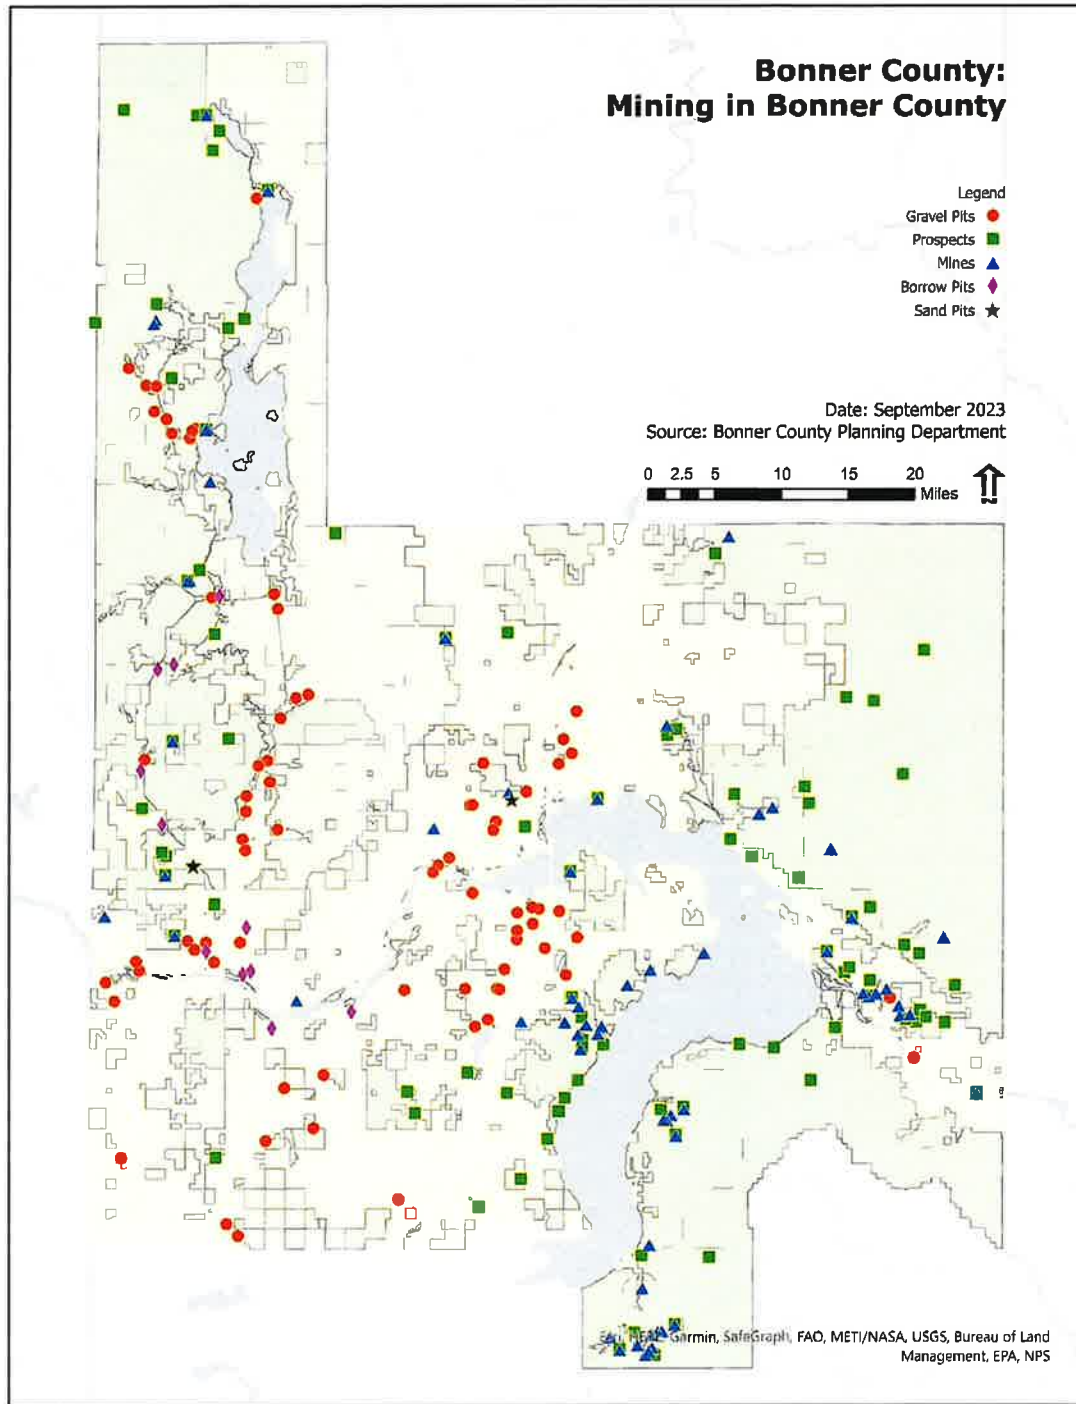 Bonner County:
Mining in Bonner County
Legend
Gravel Pits
Prospects
Mines
Borrow Pits
Sand Pits
Date: September 2023
Source: Bonner County Planning Department
0 2.5 5 10 15 20 Miles
Esri, HERE, Garmin, SafeGraph, FAO, METI/NASA, USGS, Bureau of Land
Management, EPA, NPS